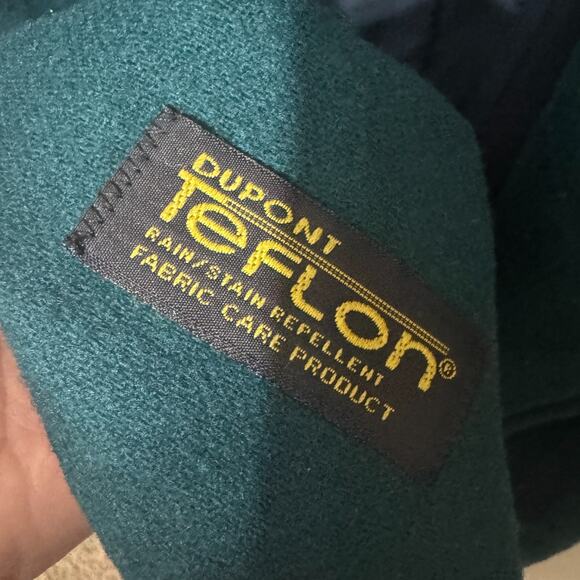 DUPONT
TEFLON®
RAIN/STAIN REPELLENT
FABRIC CARE PRODUCT